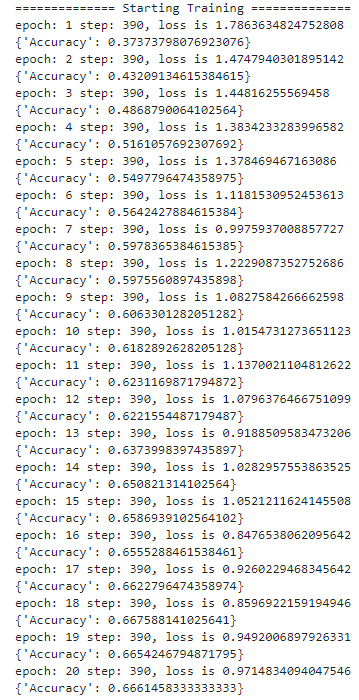 ============== Starting Training ==============
epoch: 1 step: 390, loss is 1.7863634824752808
{'Accuracy': 0.37373798076923076}
epoch: 2 step: 390, loss is 1.4747940301895142
{'Accuracy': 0.43209134615384615}
epoch: 3 step: 390, loss is 1.44816255569458
{'Accuracy': 0.4868790064102564}
epoch: 4 step: 390, loss is 1.3834233283996582
{'Accuracy': 0.5161057692307692}
epoch: 5 step: 390, loss is 1.378469467163086
{'Accuracy': 0.5497796474358975}
epoch: 6 step: 390, loss is 1.1181530952453613
{'Accuracy': 0.5642427884615384}
epoch: 7 step: 390, loss is 0.9975937008857727
{'Accuracy': 0.5978365384615385}
epoch: 8 step: 390, loss is 1.2229087352752686
{'Accuracy': 0.5975560897435898}
epoch: 9 step: 390, loss is 1.0827584266662598
{'Accuracy': 0.6063301282051282}
epoch: 10 step: 390, loss is 1.0154731273651123
{'Accuracy': 0.6182892628205128}
epoch: 11 step: 390, loss is 1.1370021104812622
{'Accuracy': 0.6231169871794872}
epoch: 12 step: 390, loss is 1.0796376466751099
{'Accuracy': 0.6221554487179487}
epoch: 13 step: 390, loss is 0.9188509583473206
{'Accuracy': 0.6373998397435897}
epoch: 14 step: 390, loss is 1.0282957553863525
{'Accuracy': 0.650821314102564}
epoch: 15 step: 390, loss is 1.0521211624145508
{'Accuracy': 0.6586939102564102}
epoch: 16 step: 390, loss is 0.8476538062095642
{'Accuracy': 0.6555288461538461}
epoch: 17 step: 390, loss is 0.9260229468345642
{'Accuracy': 0.6622796474358974}
epoch: 18 step: 390, loss is 0.8596922159194946
{'Accuracy': 0.667588141025641}
epoch: 19 step: 390, loss is 0.9492006897926331
{'Accuracy': 0.6654246794871795}
epoch: 20 step: 390, loss is 0.9714834094047546
{'Accuracy': 0.6661458333333333}